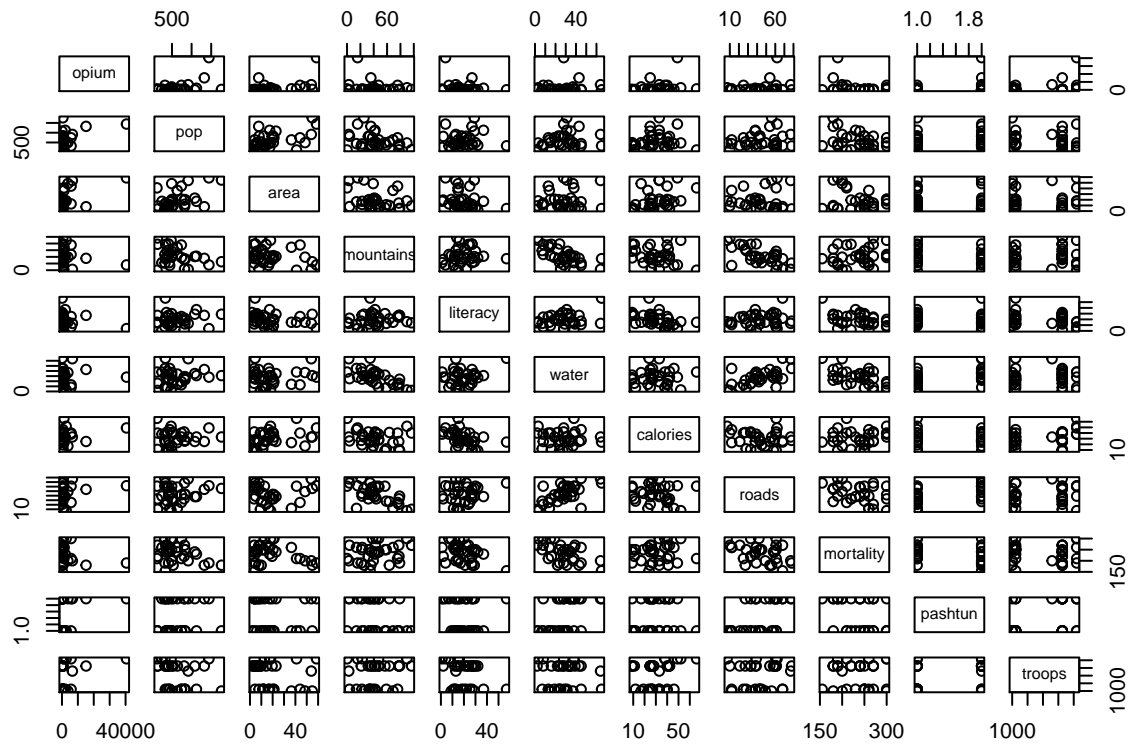 500 0 60 0 40 10 60 1.0 1.8
opium 0
500 pop
area 0
0 mountains
literacy 0
0 water
calories 10
10 roads
mortality 150
1.0 pashtun
troops 1000
0 40000 0 40 0 40 10 50 150 300 1000